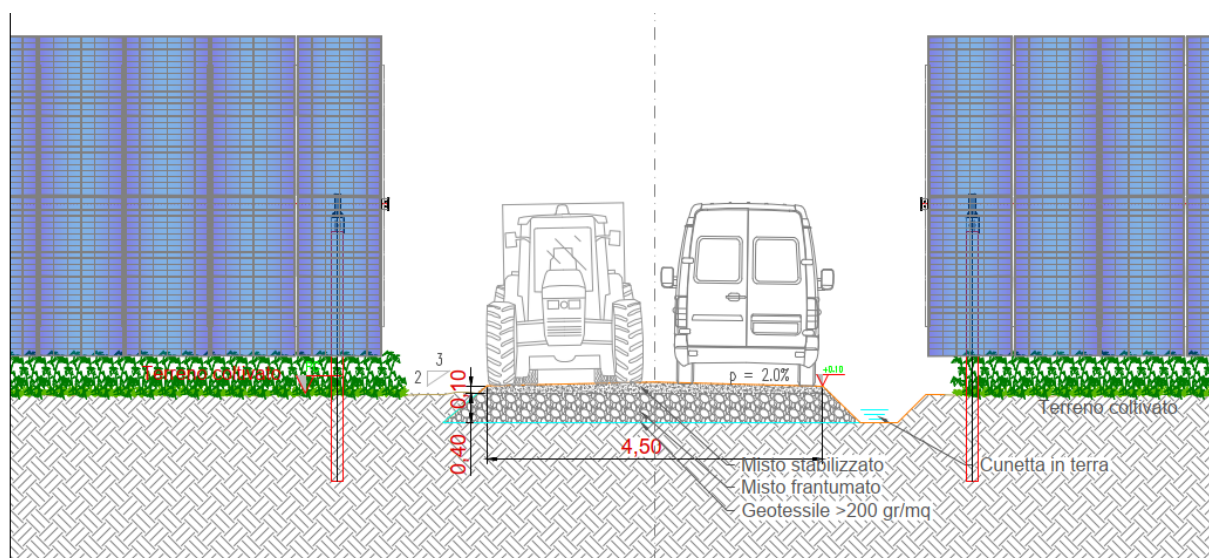 Terreno coltivato
3
2
0,10
0,40
p = 2.0%
+0.10
4,50
Terreno coltivato
Misto stabilizzato
Cunetta in terra
Misto frantumato
Geotessile >200 gr/mq